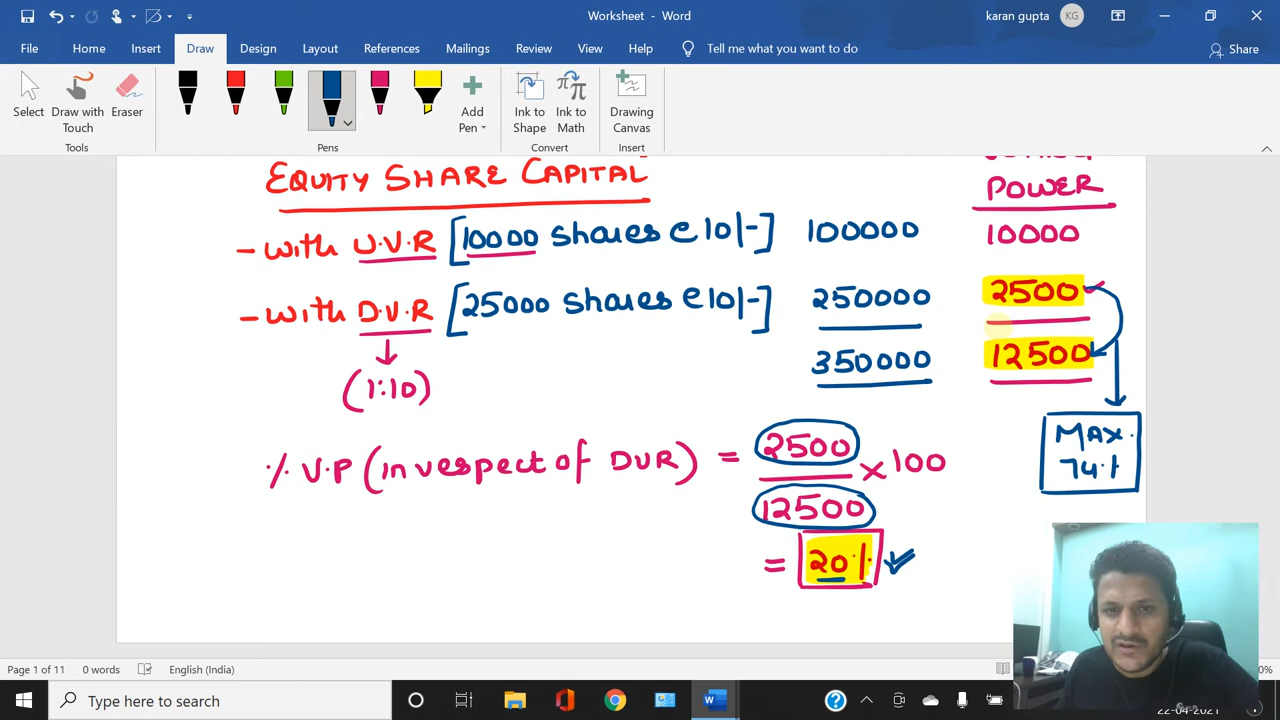 Worksheet - Word
karan gupta
KG
File Home Insert Draw Design Layout References Mailings Review View Help Tell me what you want to do Share
Select Draw with Touch Eraser Add Pen Ink to Shape Ink to Math Drawing Canvas
Tools Pens Convert Insert
EQUITY SHARE CAPITAL
POWER
- with U.V.R [10000 shares @ 10/-] 100000 10000
- with D.V.R [25000 shares @ 10/-] 250000 2500
350000 12500
(1:10)
% V.P (in respect of DVR) = 2500
12500
x 100
= 20%
MAX.
74%
Page 1 of 11 0 words English (India)
Type here to search
22-04-2021